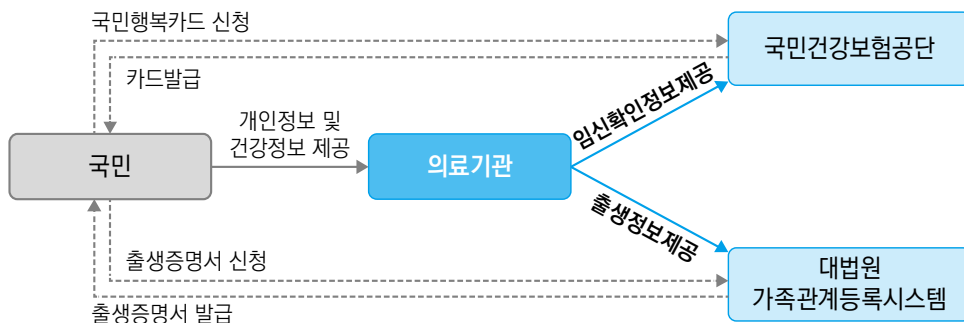 국민행복카드 신청
국민건강보험공단
카드발급
임신확인정보제공
개인정보 및
건강정보 제공
국민
의료기관
출생정보제공
출생증명서 신청
대법원
가족관계등록시스템
출생증명서 발급